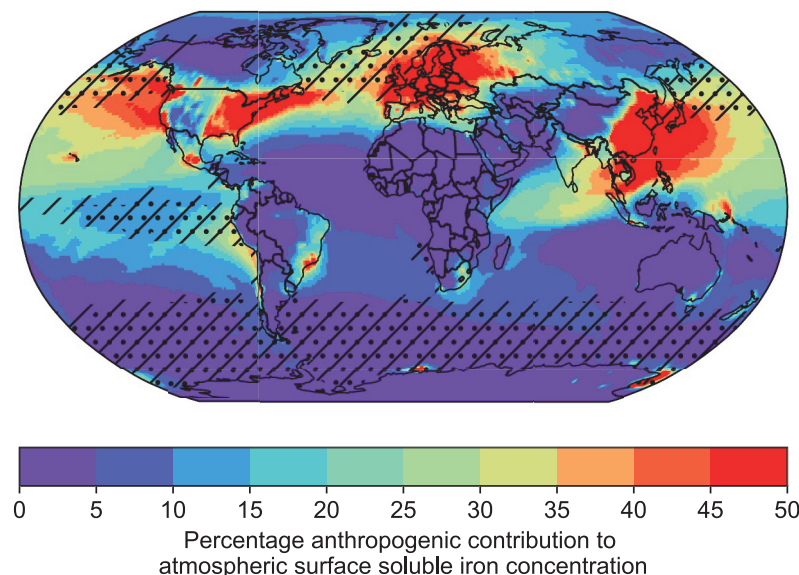 0 5 10 15 20 25 30 35 40 45 50
Percentage anthropogenic contribution to
atmospheric surface soluble iron concentration